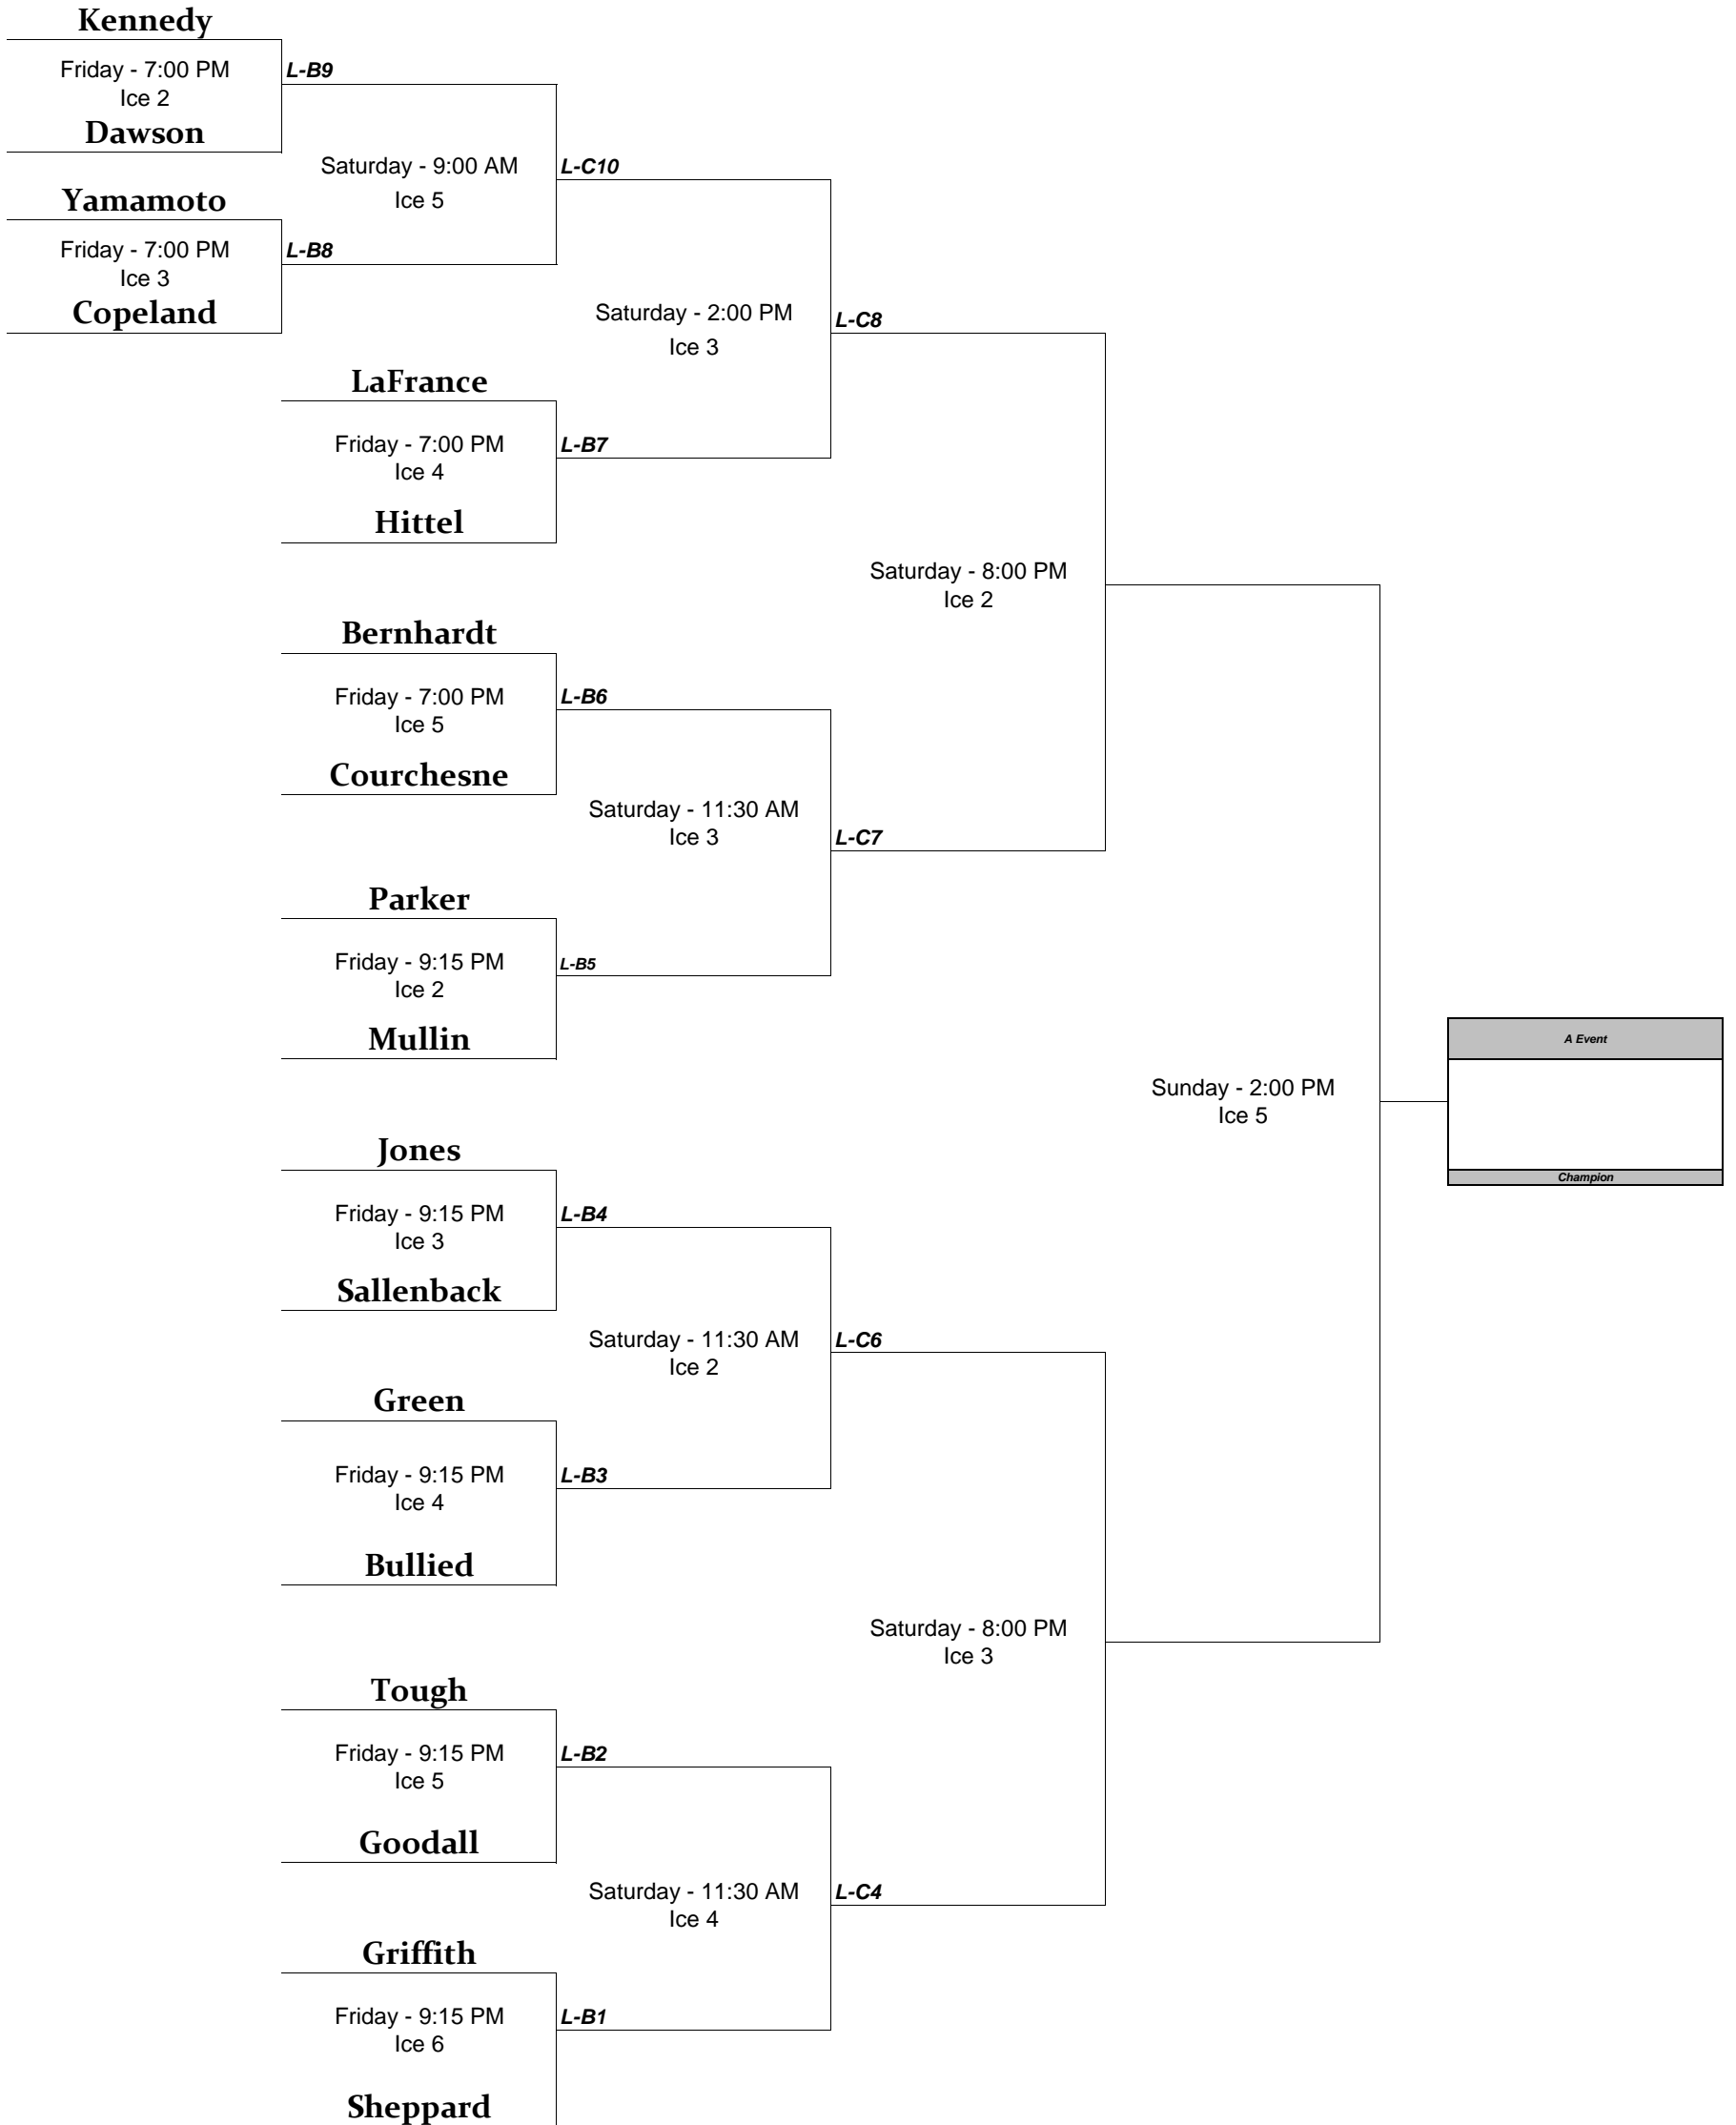 Kennedy
Friday - 7:00 PM
L-B9
Ice 2
Dawson
Saturday - 9:00 AM
L-C10
Ice 5
Yamamoto
Friday - 7:00 PM
L-B8
Ice 3
Copeland
Saturday - 2:00 PM
L-C8
Ice 3
LaFrance
Friday - 7:00 PM
L-B7
Ice 4
Hittel
Saturday - 8:00 PM
Ice 2
Bernhardt
Friday - 7:00 PM
L-B6
Ice 5
Courchesne
Saturday - 11:30 AM
Ice 3
L-C7
Parker
Friday - 9:15 PM
L-B5
Ice 2
Mullin
A Event
Sunday - 2:00 PM
Ice 5
Champion
Jones
Friday - 9:15 PM
L-B4
Ice 3
Sallenback
Saturday - 11:30 AM
L-C6
Ice 2
Green
Friday - 9:15 PM
L-B3
Ice 4
Bullied
Saturday - 8:00 PM
Ice 3
Tough
Friday - 9:15 PM
L-B2
Ice 5
Goodall
Saturday - 11:30 AM
L-C4
Ice 4
Griffith
Friday - 9:15 PM
L-B1
Ice 6
Sheppard